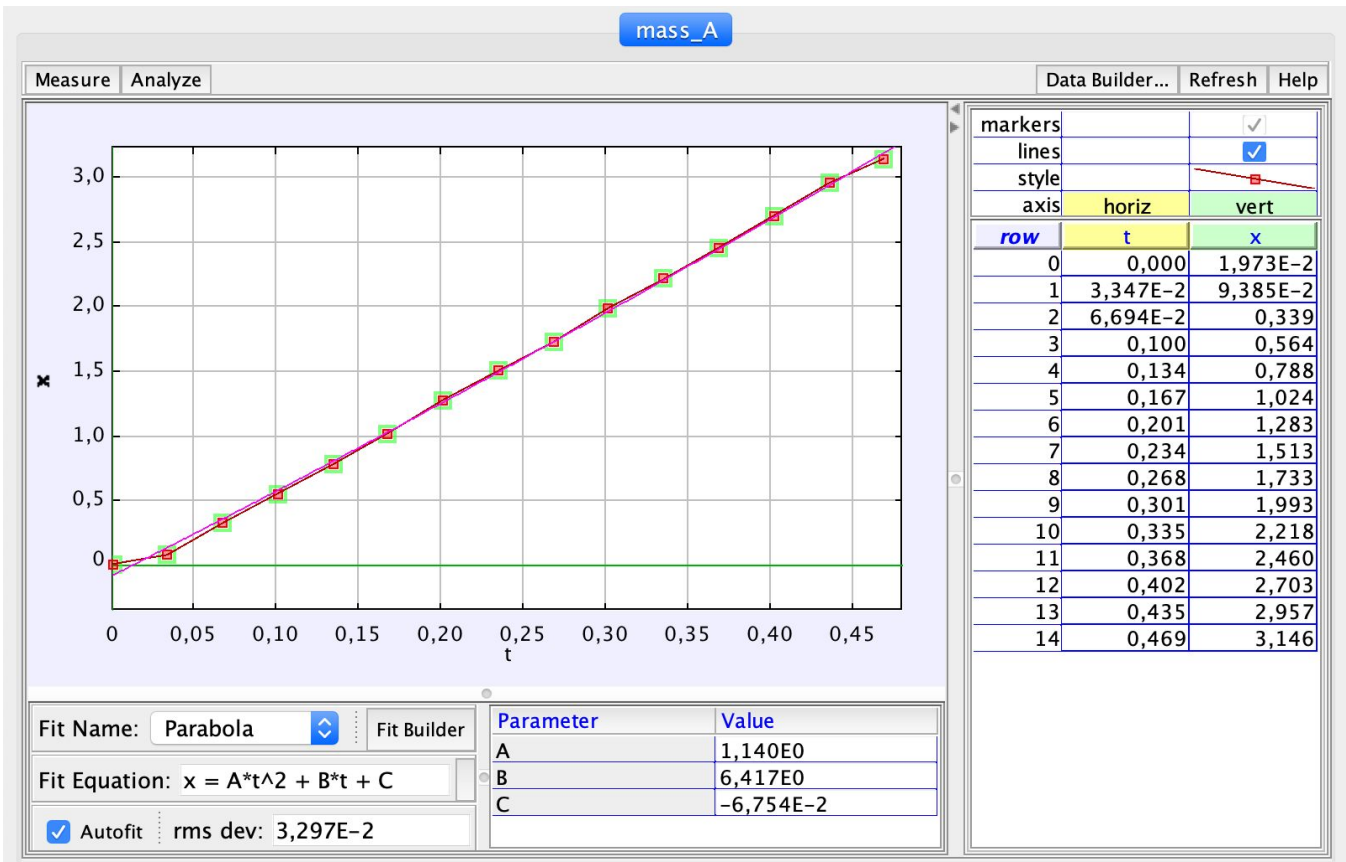 mass_A
Measure Analyze Data Builder... Refresh Help
markers
lines
style
axis horiz vert
row t x
0 0,000 1,973E-2
1 3,347E-2 9,385E-2
2 6,694E-2 0,339
3 0,100 0,564
4 0,134 0,788
5 0,167 1,024
6 0,201 1,283
7 0,234 1,513
8 0,268 1,733
9 0,301 1,993
10 0,335 2,218
11 0,368 2,460
12 0,402 2,703
13 0,435 2,957
14 0,469 3,146
3,0
2,5
2,0
x
1,5
1,0
0,5
0
0 0,05 0,10 0,15 0,20 0,25 0,30 0,35 0,40 0,45
t
Fit Name: Parabola Fit Builder
Fit Equation: x = A*t^2 + B*t + C
Autofit rms dev: 3,297E-2
Parameter Value
A 1,140E0
B 6,417E0
C -6,754E-2